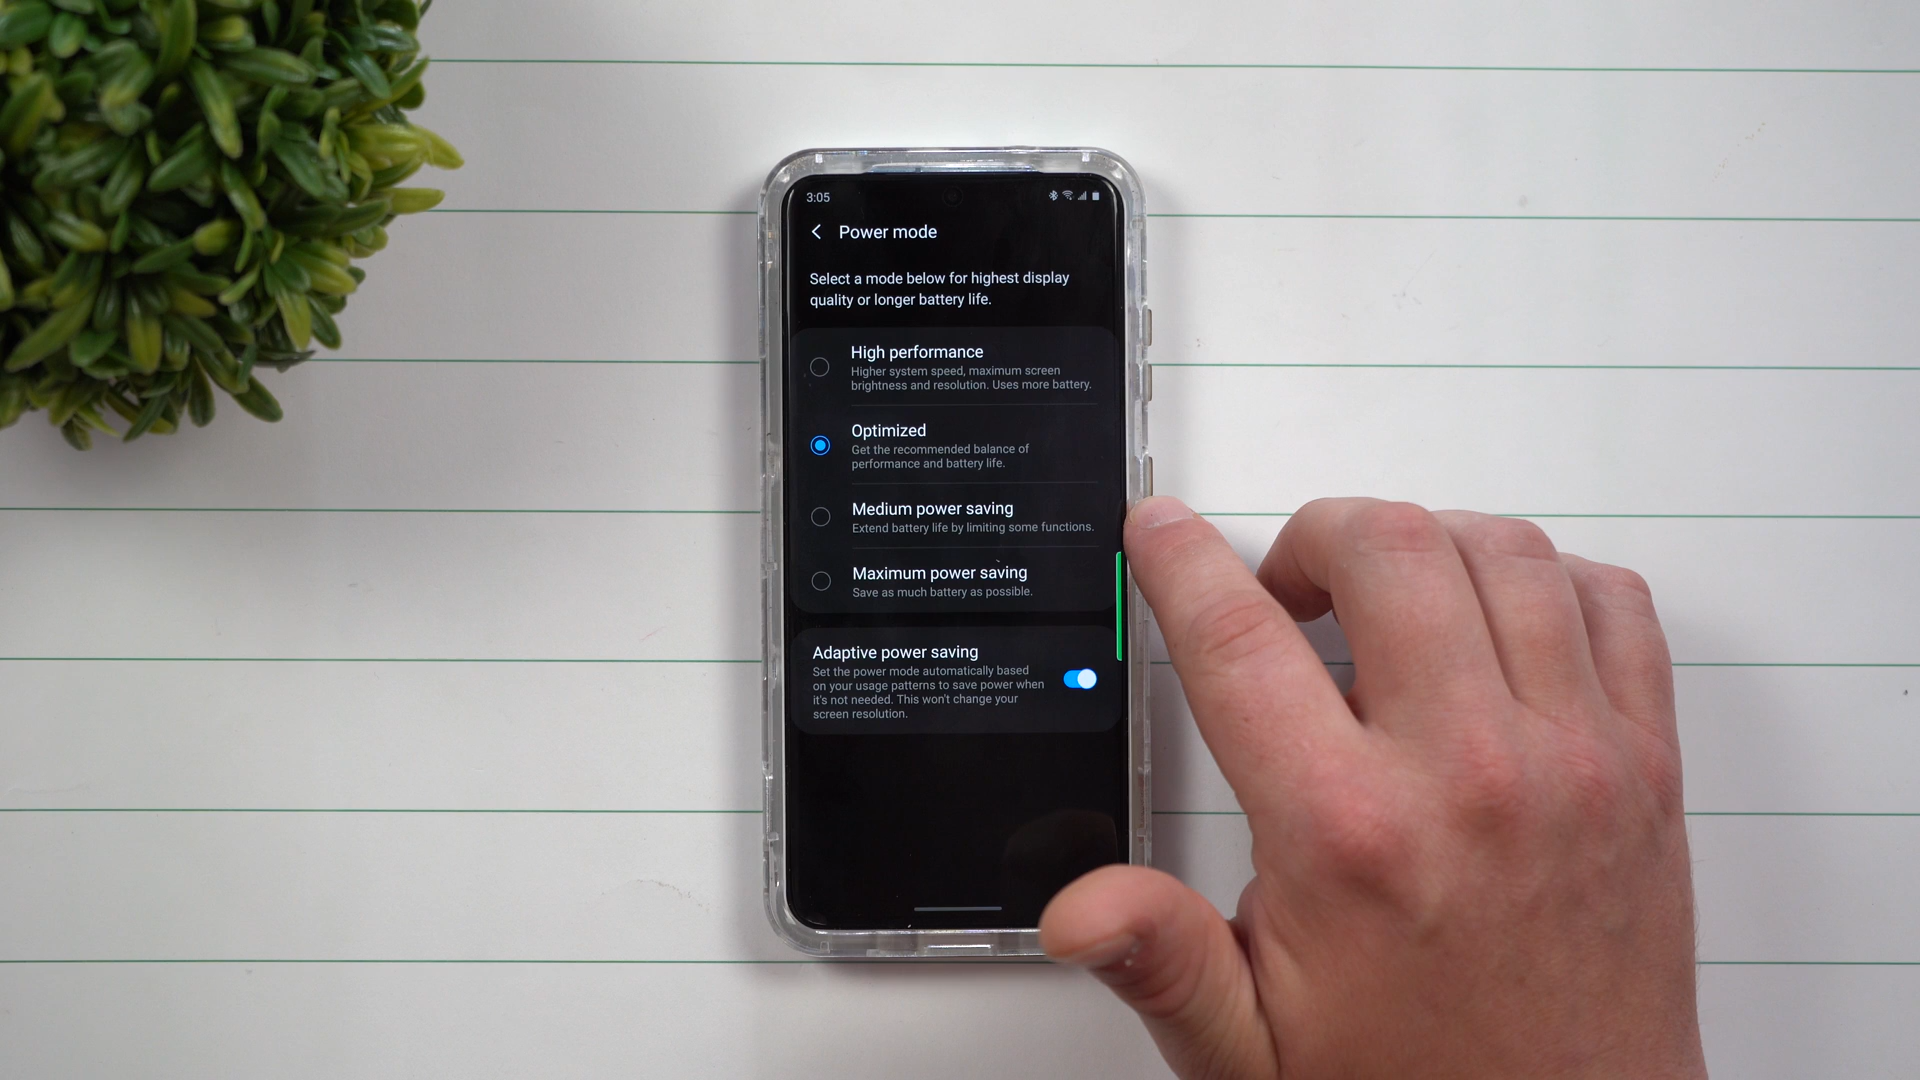 3:05
Power mode
Select a mode below for highest display
quality or longer battery life.
High performance
Higher system speed, maximum screen
brightness and resolution. Uses more battery.
Optimized
Get the recommended balance of
performance and battery life.
Medium power saving
Extend battery life by limiting some functions.
Maximum power saving
Save as much battery as possible.
Adaptive power saving
Set the power mode automatically based
on your usage patterns to save power when
it's not needed. This won't change your
screen resolution.